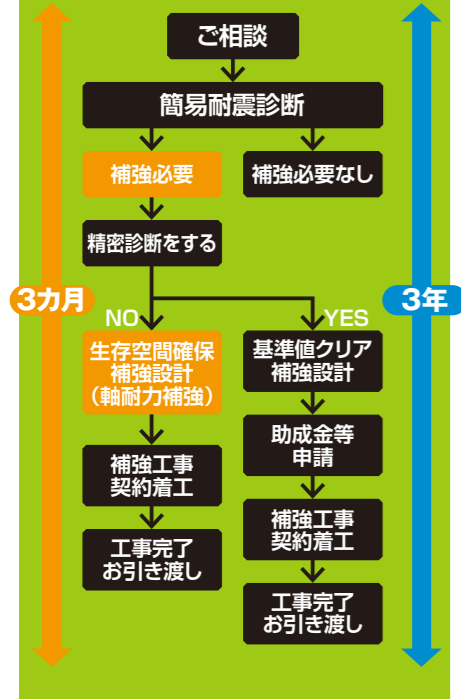 ご相談
簡易耐震診断
補強必要
補強必要なし
精密診断をする
3カ月
3年
NO
YES
生存空間確保
補強設計
（軸耐力補強）
基準値クリア
補強設計
補強工事
契約着工
助成金等
申請
工事完了
お引き渡し
補強工事
契約着工
工事完了
お引き渡し